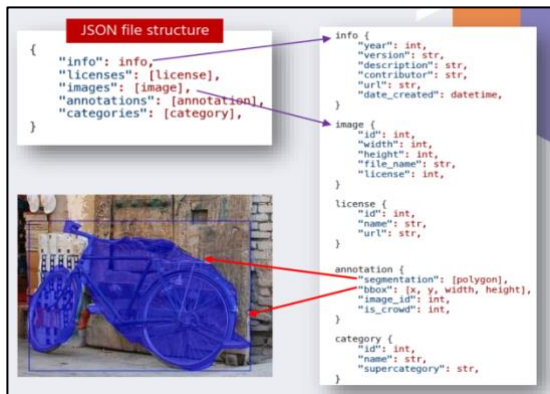 JSON file structure
{
"info": info,
"licenses": [license],
"images": [image],
"annotations": [annotation],
"categories": [category],
}
info {
"year": int,
"version": str,
"description": str,
"contributor": str,
"url": str,
"date_created": datetime,
}
image {
"id": int,
"width": int,
"height": int,
"file_name": str,
"license": int,
}
license {
"id": int,
"name": str,
"url": str,
}
annotation {
"segmentation": [polygon],
"bbox": [x, y, width, height],
"image_id": int,
"is_crowd": int,
}
category {
"id": int,
"name": str,
"supercategory": str,
}